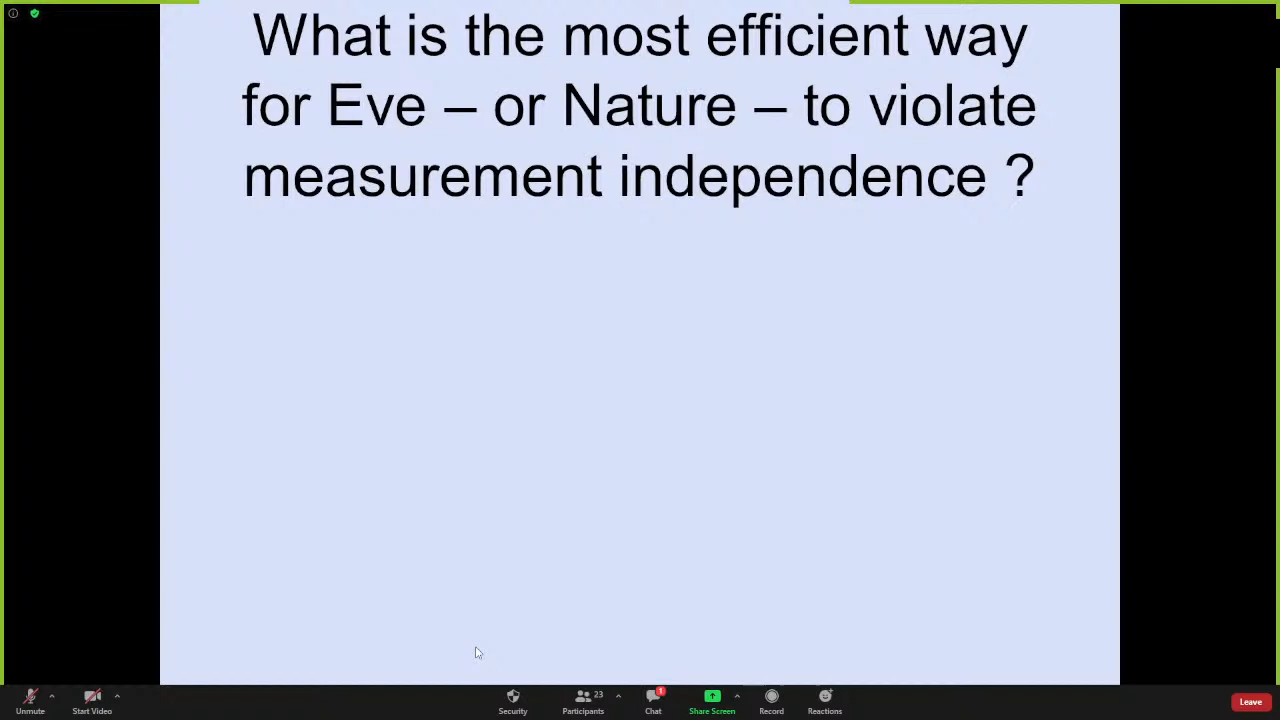 What is the most efficient way
for Eve – or Nature – to violate
measurement independence ?
Unmute
Start Video
Security
23
Participants
1
Chat
Share Screen
Record
Reactions
Leave